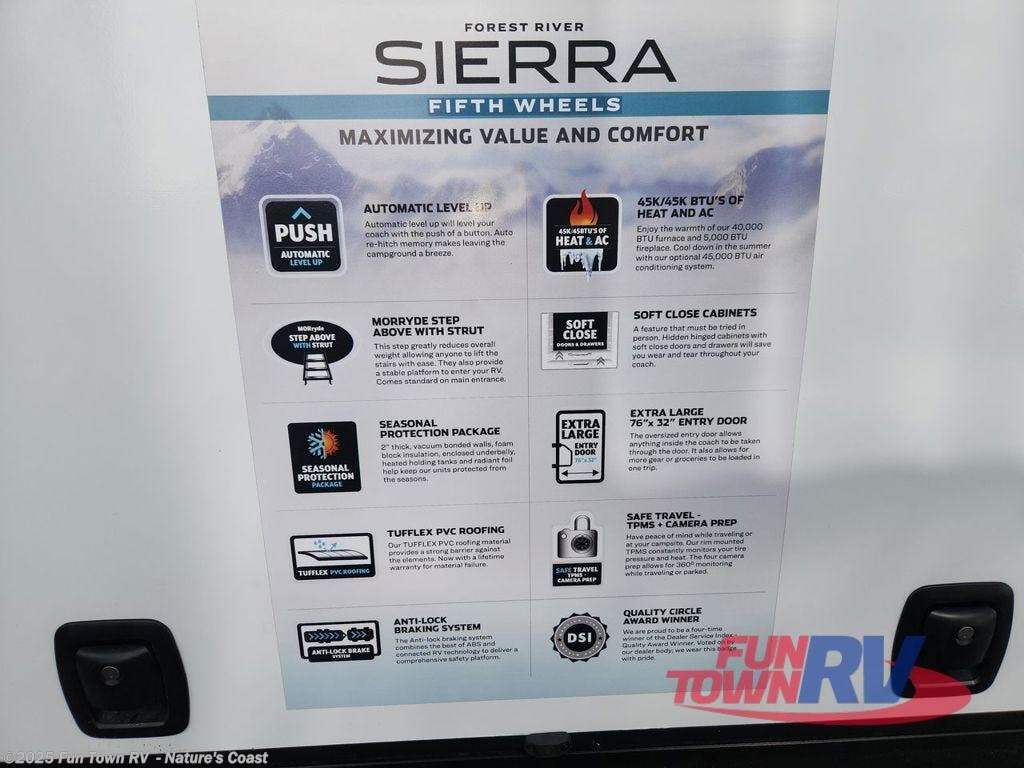 FOREST RIVER
SIERRA
FIFTH WHEELS
MAXIMIZING VALUE AND COMFORT
PUSH
AUTOMATIC
LEVEL UP
AUTOMATIC LEVEL UP
Automatic level up will level your
coach with the push of a button. Auto
re-hitch memory makes leaving the
campground a breeze.
45K/45BTU'S OF
HEAT & AC
45K/45K BTU'S OF
HEAT AND AC
Enjoy the warmth of our 40,000
BTU furnace and 5,000 BTU
fireplace. Cool down in the summer
with our optional 45,000 BTU air
conditioning system.
MORryde
STEP ABOVE
WITH STRUT
MORRYDE STEP
ABOVE WITH STRUT
This step greatly reduces overall
weight allowing anyone to lift the
stairs with ease. They also provide
a stable platform to enter your RV.
Comes standard on main entrance.
SOFT
CLOSE
DOORS & DRAWERS
SOFT CLOSE CABINETS
A feature that must be tried in
person. Hidden hinged cabinets with
soft close doors and drawers will save
you wear and tear throughout your
coach.
SEASONAL
PROTECTION
PACKAGE
SEASONAL
PROTECTION PACKAGE
2" thick, vacuum bonded walls, foam
block insulation, enclosed underbelly,
heated holding tanks and radiant foil
help keep our units protected from
the seasons.
EXTRA
LARGE
ENTRY
DOOR
76"x 32"
EXTRA LARGE
76"x 32" ENTRY DOOR
The oversized entry door allows
anything inside the coach to be taken
through the door. It also allows for
more gear or groceries to be loaded in
one trip.
TUFFLEX PVC ROOFING
TUFFLEX PVC ROOFING
Our TUFFLEX PVC roofing material
provides a strong barrier against
the elements. Now with a lifetime
warranty for material failure.
SAFE TRAVEL
TPMS -
CAMERA PREP
SAFE TRAVEL -
TPMS + CAMERA PREP
Have peace of mind while traveling or
at your campsite. Our rim mounted
TPMS constantly monitors your tire
pressure and heat. The four camera
prep allows for 360º monitoring
while traveling or parked.
ANTI-LOCK BRAKE
SYSTEM
ANTI-LOCK
BRAKING SYSTEM
The Anti-lock braking system
combines the best of ABS and
connected RV technology to deliver a
comprehensive safety platform.
DSI
QUALITY CIRCLE
AWARD WINNER
We are proud to be a four-time
winner of the Dealer Service Index -
Quality Award Winner. Voted on by
our dealer body; we wear this badge
with pride.
FUN
TOWN RV
©2025 Fun Town RV - Nature's Coast